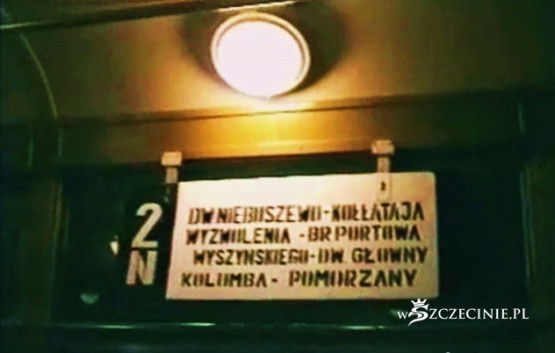 2
N
DW NIEBUSZEWO - KOŁŁĄTAJA
WYZWOLENIA - BR PORTOWA
WYSZYŃSKIEGO - DW. GŁÓWNY
KOLUMBA - POMORZANY
wSZCZECINIE.PL